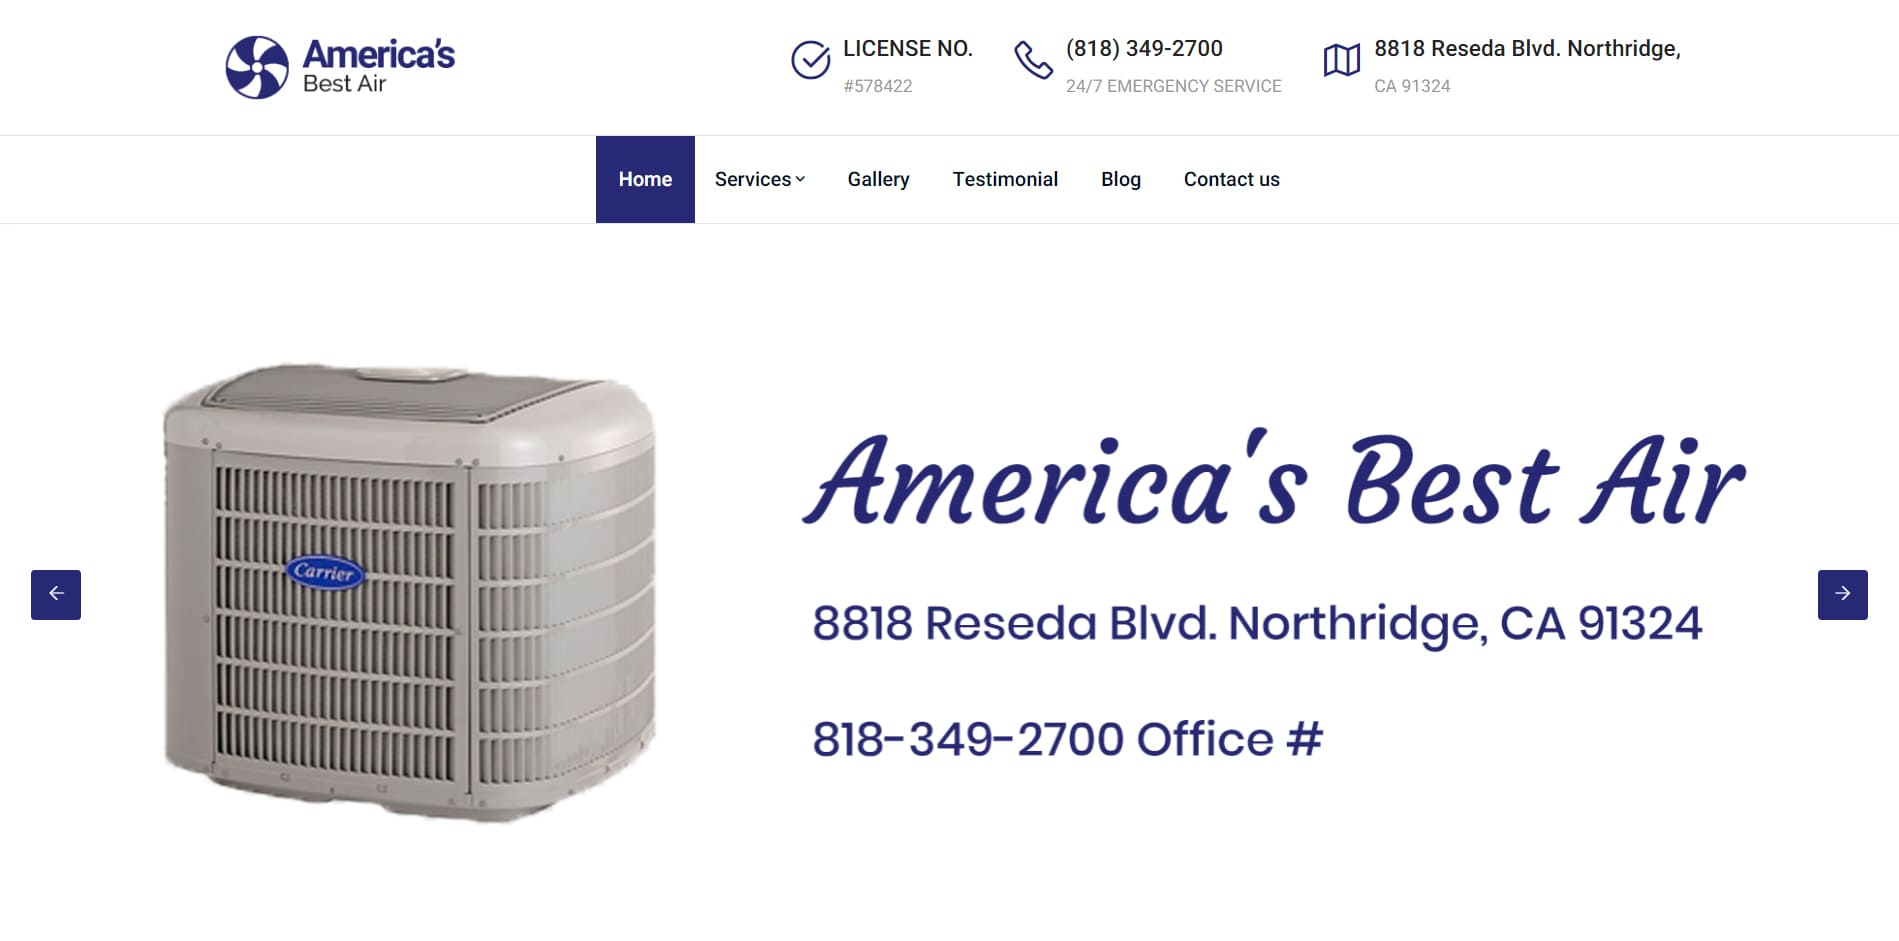 America's
Best Air
LICENSE NO.
#578422
(818) 349-2700
24/7 EMERGENCY SERVICE
8818 Reseda Blvd. Northridge,
CA 91324
Home
Services
Gallery
Testimonial
Blog
Contact us
Carrier
America's Best Air
8818 Reseda Blvd. Northridge, CA 91324
818-349-2700 Office #